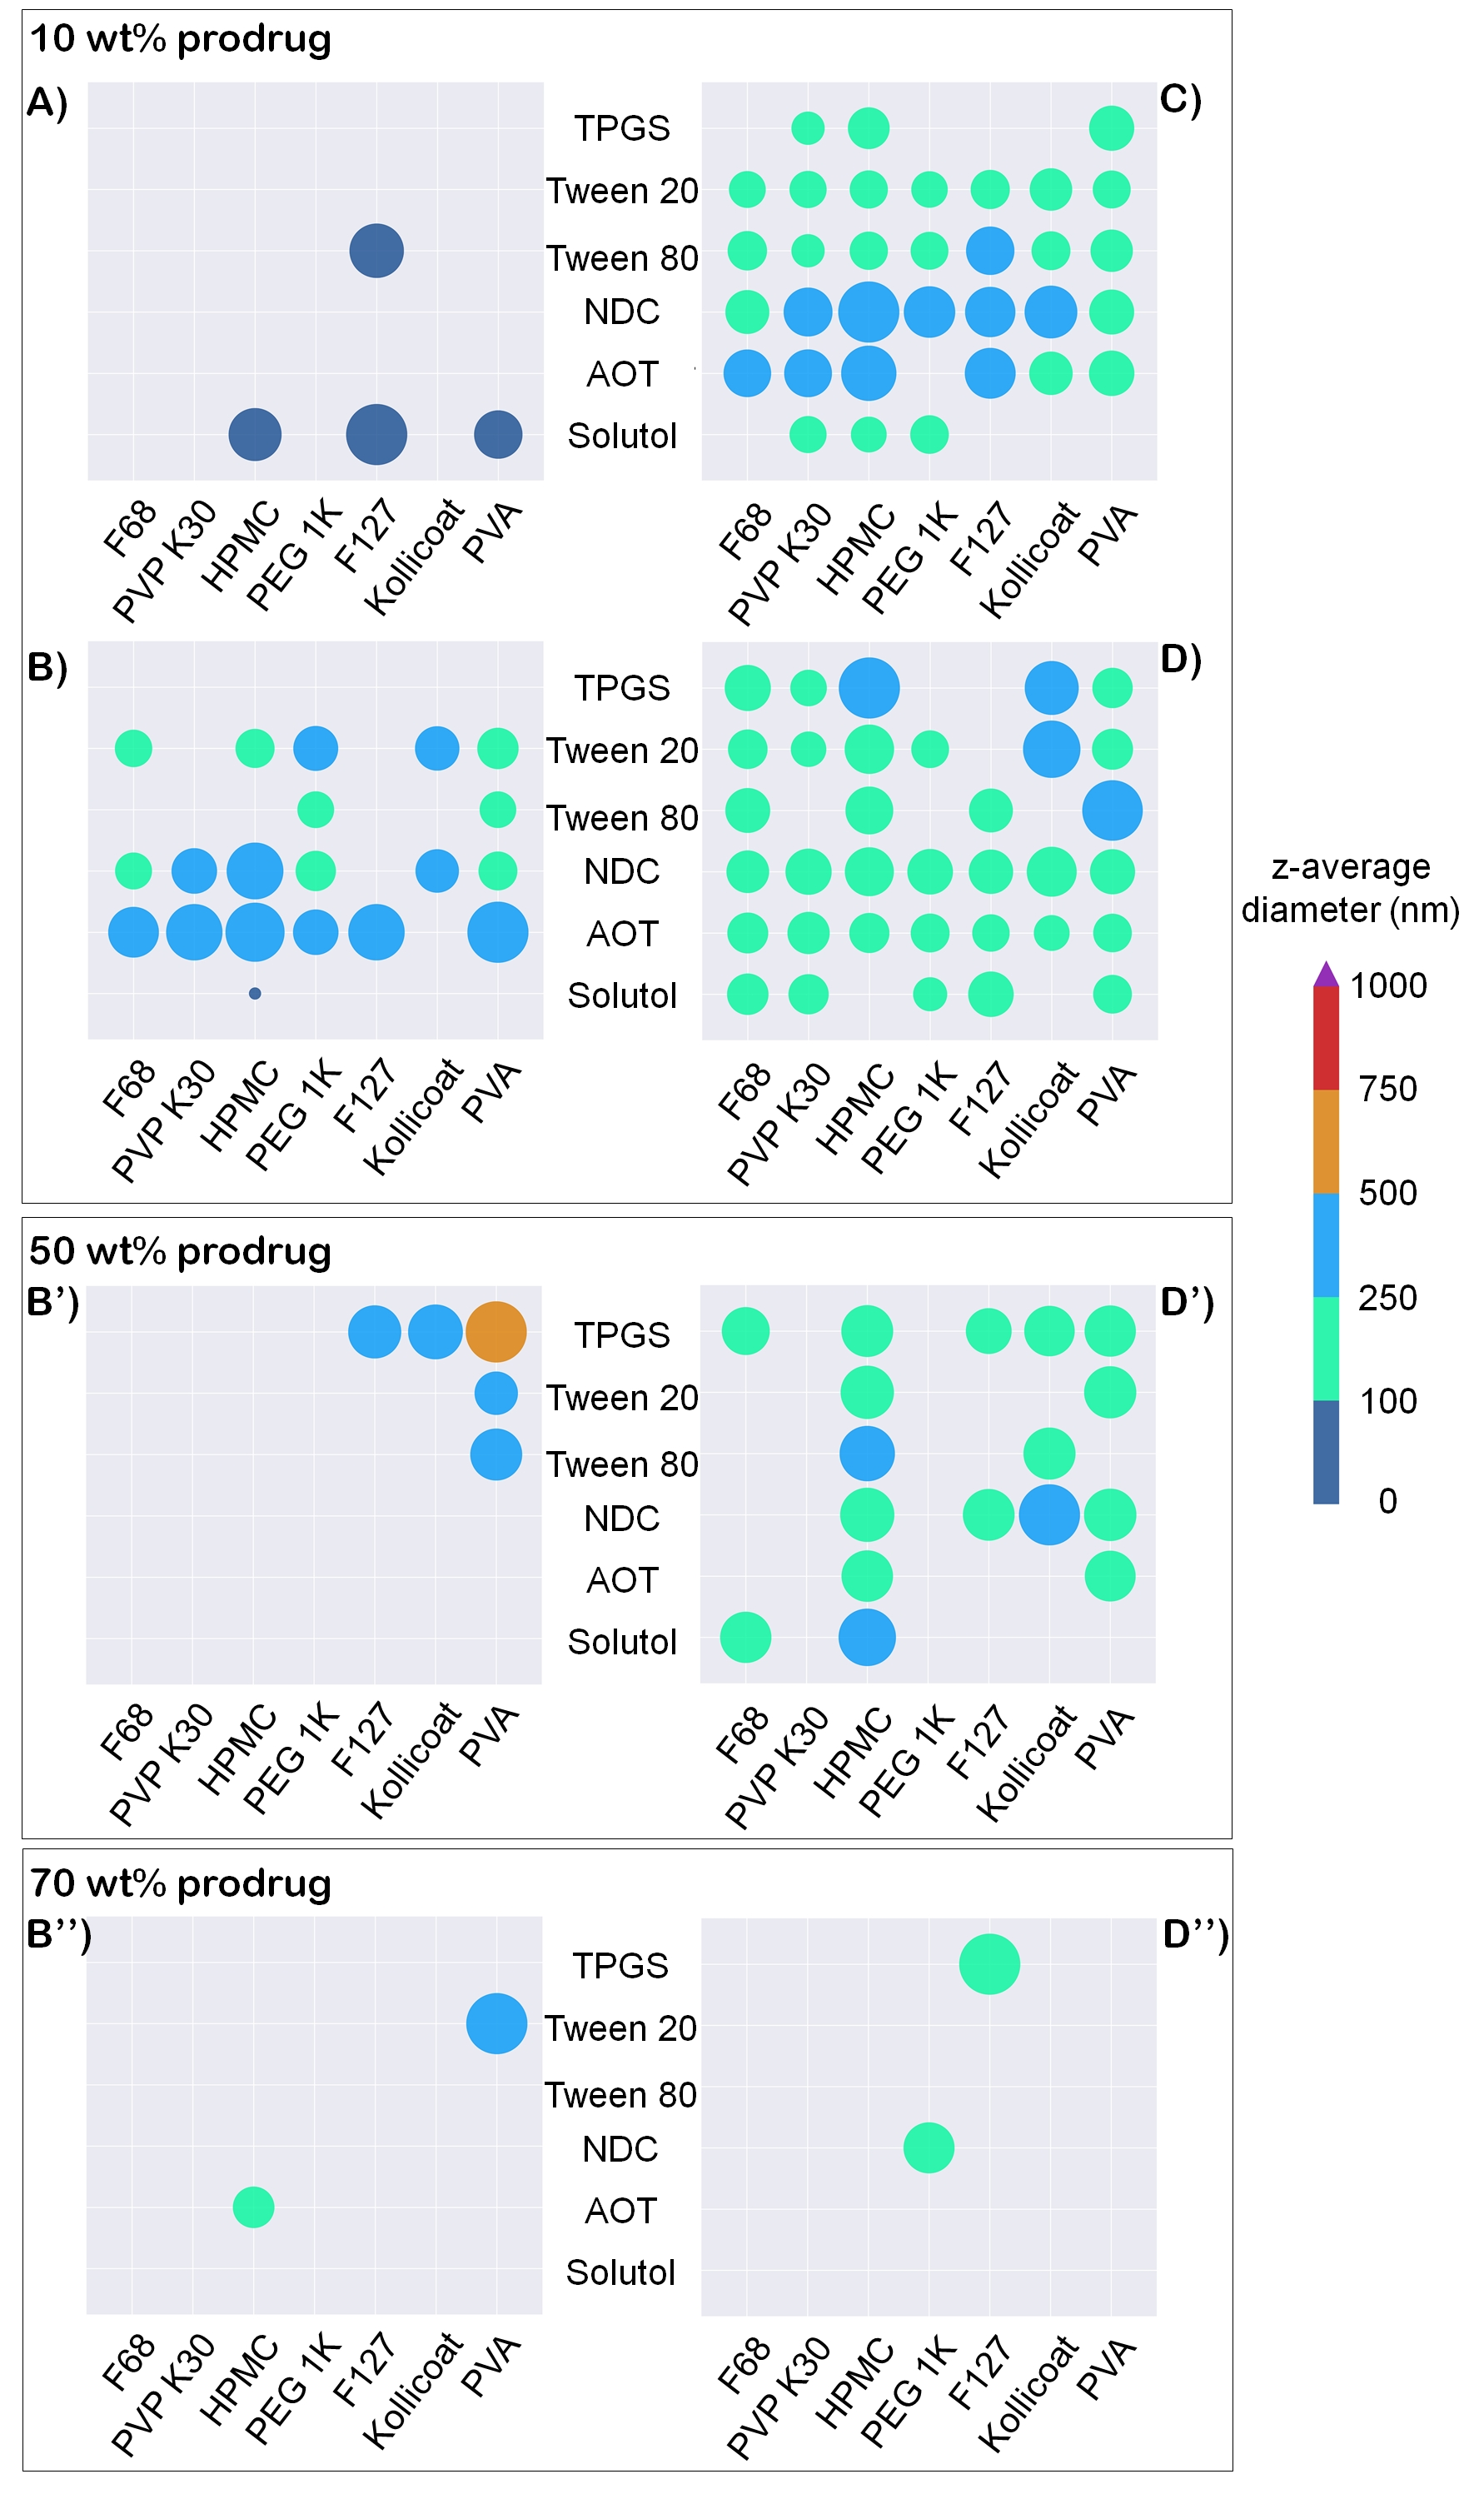 10 wt% prodrug
A)
C)
TPGS
Tween 20
Tween 80
NDC
AOT
Solutol
F68
PVP K30
HPMC
PEG 1K
F127
Kollicoat
PVA
F68
PVP K30
HPMC
PEG 1K
F127
Kollicoat
PVA
B)
D)
TPGS
Tween 20
Tween 80
NDC
AOT
Solutol
F68
PVP K30
HPMC
PEG 1K
F127
Kollicoat
PVA
F68
PVP K30
HPMC
PEG 1K
F127
Kollicoat
PVA
50 wt% prodrug
B’)
D’)
TPGS
Tween 20
Tween 80
NDC
AOT
Solutol
F68
PVP K30
HPMC
PEG 1K
F127
Kollicoat
PVA
F68
PVP K30
HPMC
PEG 1K
F127
Kollicoat
PVA
70 wt% prodrug
B’’)
D’’)
TPGS
Tween 20
Tween 80
NDC
AOT
Solutol
F68
PVP K30
HPMC
PEG 1K
F127
Kollicoat
PVA
F68
PVP K30
HPMC
PEG 1K
F127
Kollicoat
PVA
z-average
diameter (nm)
1000
750
500
250
100
0